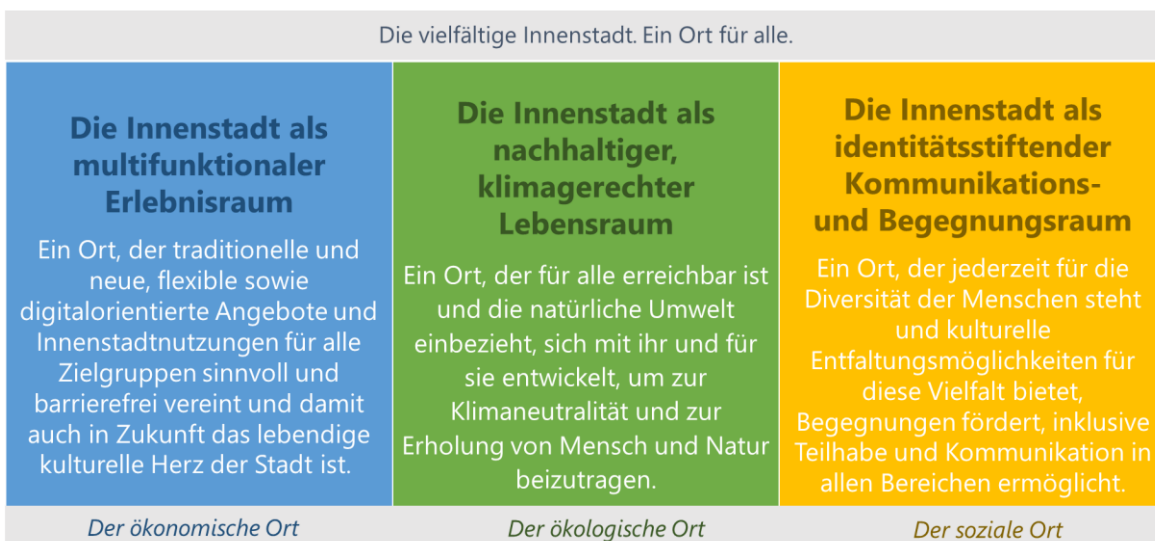 Die vielfältige Innenstadt. Ein Ort für alle.
Die Innenstadt als
multifunktionaler
Erlebnisraum
Ein Ort, der traditionelle und
neue, flexible sowie
digitalorientierte Angebote und
Innenstadtnutzungen für alle
Zielgruppen sinnvoll und
barrierefrei vereint und damit
auch in Zukunft das lebendige
kulturelle Herz der Stadt ist.
Der ökonomische Ort
Die Innenstadt als
nachhaltiger,
klimagerechter
Lebensraum
Ein Ort, der für alle erreichbar ist
und die natürliche Umwelt
einbezieht, sich mit ihr und für
sie entwickelt, um zur
Klimaneutralität und zur
Erholung von Mensch und Natur
beizutragen.
Der ökologische Ort
Die Innenstadt als
identitätsstiftender
Kommunikations-
und Begegnungsraum
Ein Ort, der jederzeit für die
Diversität der Menschen steht
und kulturelle
Entfaltungsmöglichkeiten für
diese Vielfalt bietet,
Begegnungen fördert, inklusive
Teilhabe und Kommunikation in
allen Bereichen ermöglicht.
Der soziale Ort